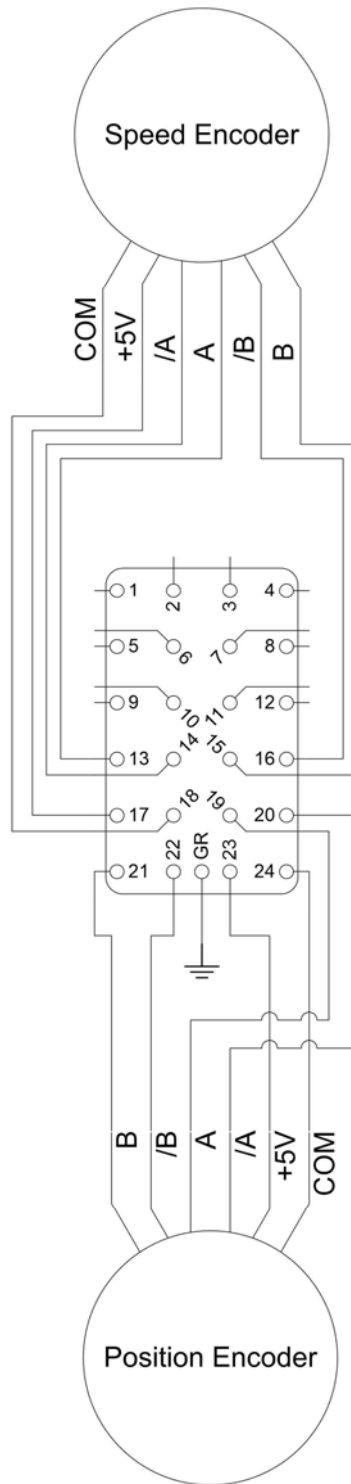 Speed Encoder
COM
+5V
/A
A
/B
B
1
2
3
4
5
6
7
8
9
10
11
12
13
14
15
16
17
18
19
20
21
22
GR
23
24
B
/B
A
/A
+5V
COM
Position Encoder